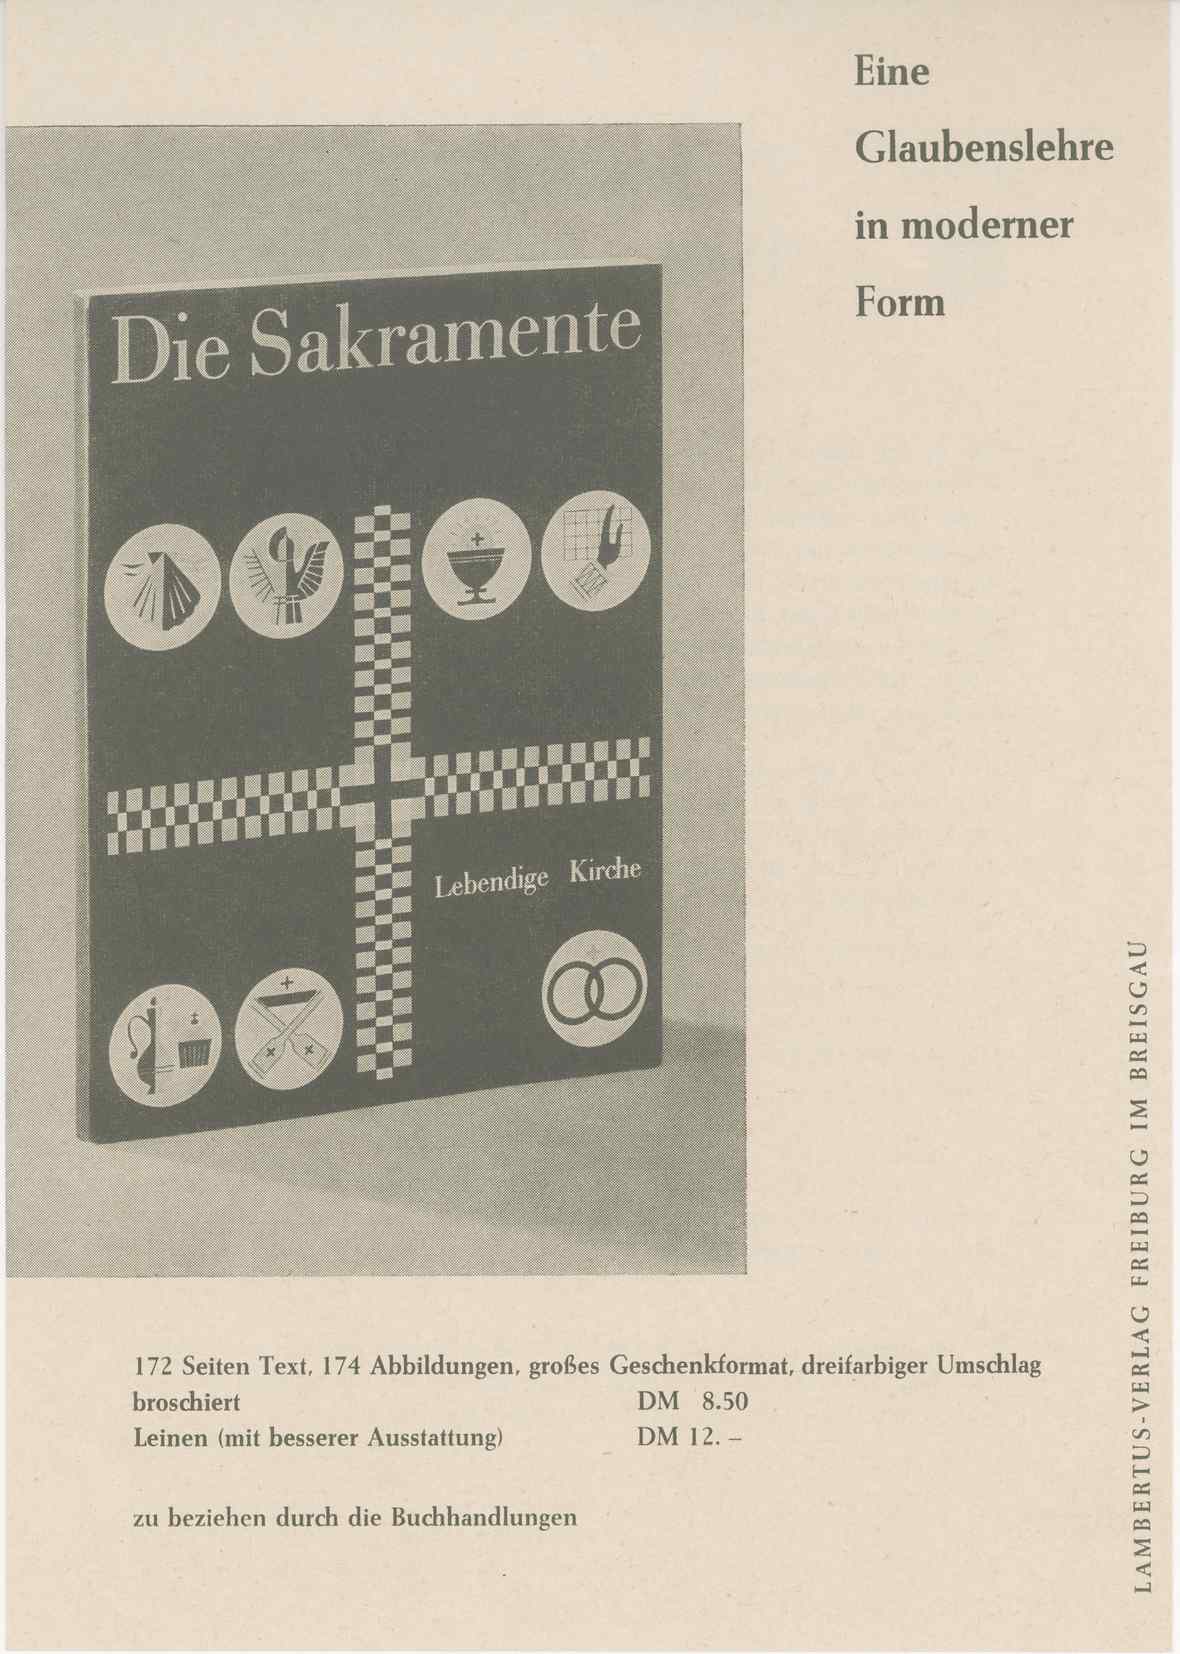 Eine
Glaubenslehre
in moderner
Form
Die Sakramente
Lebendige Kirche
172 Seiten Text, 174 Abbildungen, großes Geschenkformat, dreifarbiger Umschlag
broschiert DM 8.50
Leinen (mit besserer Ausstattung) DM 12. –
zu beziehen durch die Buchhandlungen
LAMBERTUS-VERLAG FREIBURG IM BREISGAU